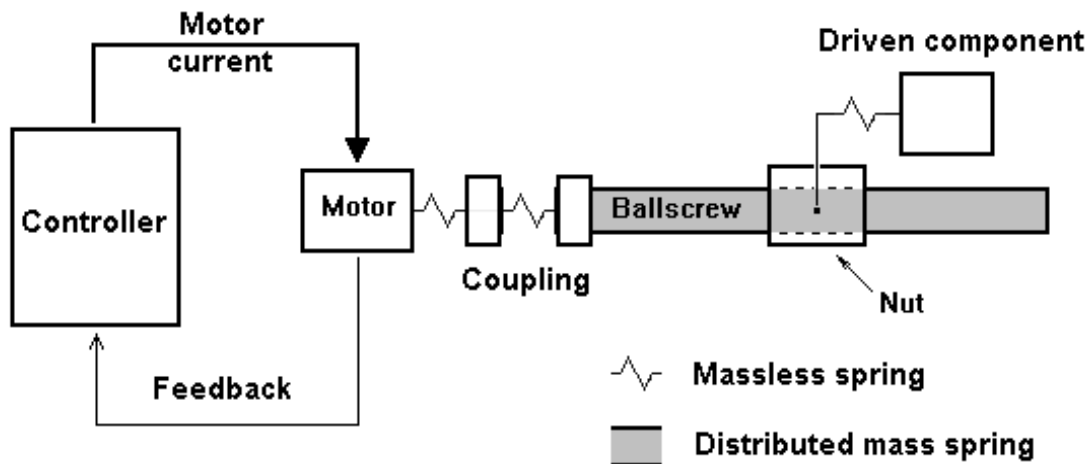 Motor
current
Driven component
Controller
Motor
Ballscrew
Coupling
Nut
Feedback
Massless spring
Distributed mass spring